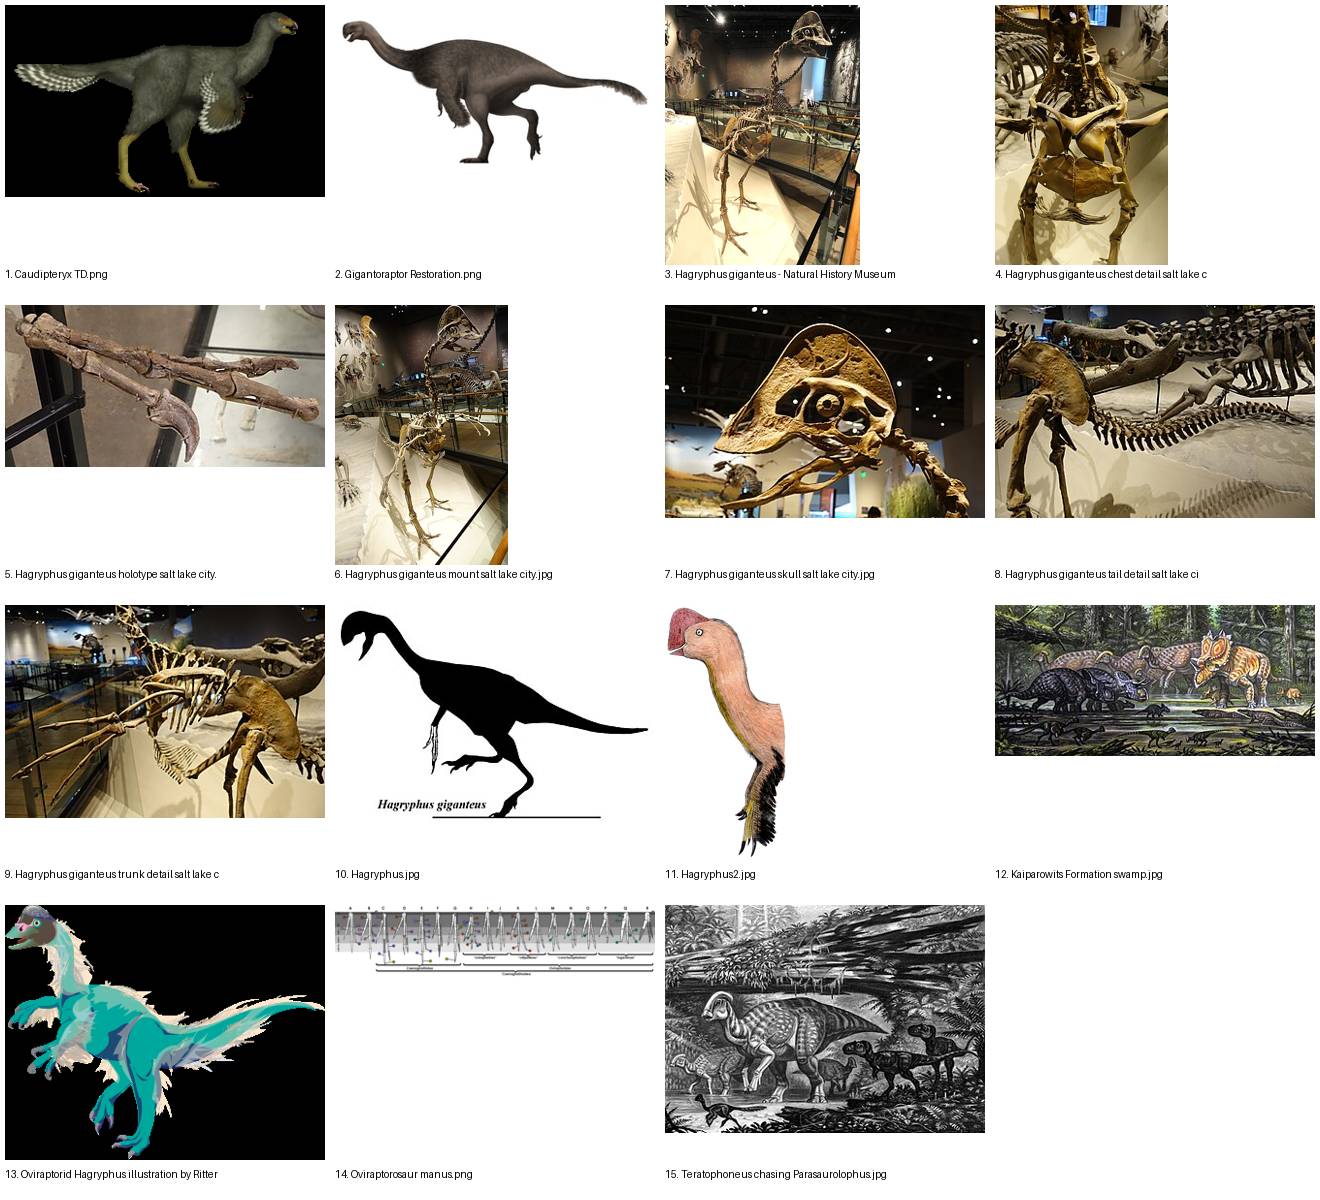 1. Caudipteryx TD.png
2. Gigantoraptor Restoration.png
3. Hagryphus giganteus - Natural History Museum
4. Hagryphus giganteus chest detail salt lake c
5. Hagryphus giganteus holotype salt lake city.
6. Hagryphus giganteus mount salt lake city.jpg
7. Hagryphus giganteus skull salt lake city.jpg
8. Hagryphus giganteus tail detail salt lake ci
Hagryphus giganteus
9. Hagryphus giganteus trunk detail salt lake c
10. Hagryphus.jpg
11. Hagryphus2.jpg
12. Kaiparowits Formation swamp.jpg
13. Oviraptorid Hagryphus illustration by Ritter
14. Oviraptorosaur manus.png
15. Teratophoneus chasing Parasaurolophus.jpg